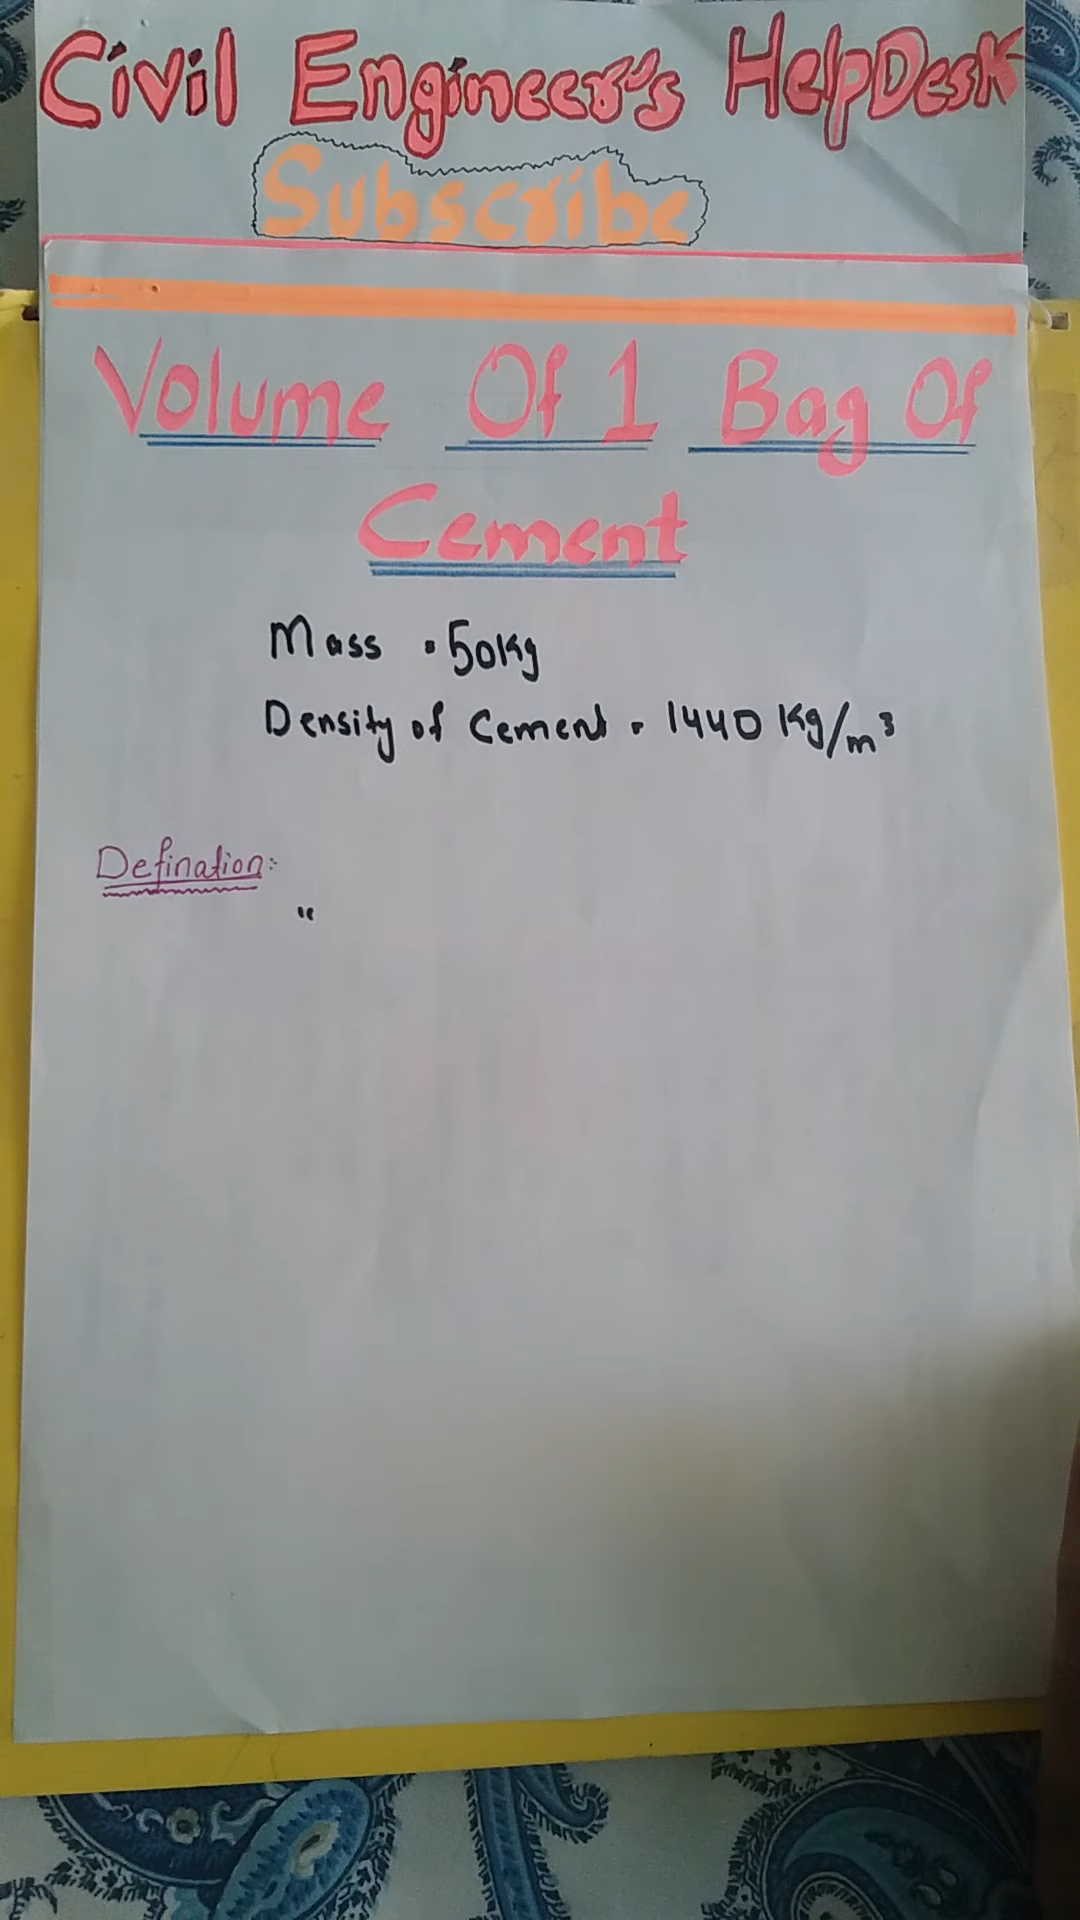 Civil Engineer's HelpDesk
Subscribe
Volume Of 1 Bag Of
Cement
Mass = 50Kg
Density of Cement = 1440 Kg/m³
Defination:
"